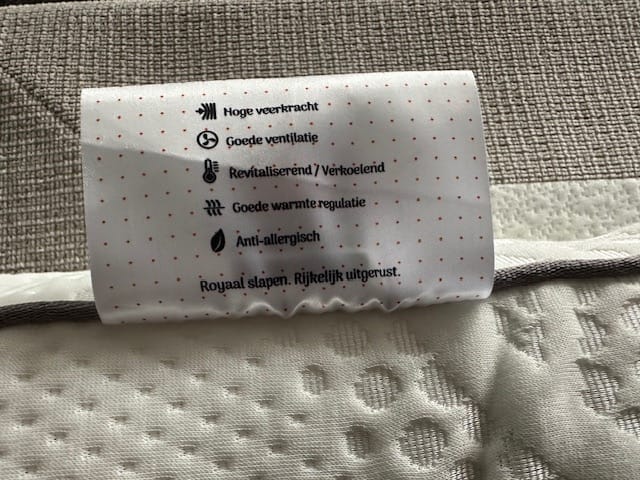 Hoge veerkracht
Goede ventilatie
Revitaliserend / Verkoelend
Goede warmte regulatie
Anti-allergisch
Royaal slapen. Rijkelijk uitgerust.